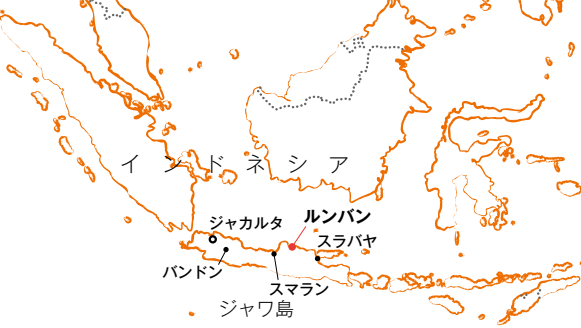 インドネシア
ジャカルタ
ルンバン
スラバヤ
バンドン
スマラン
ジャワ島